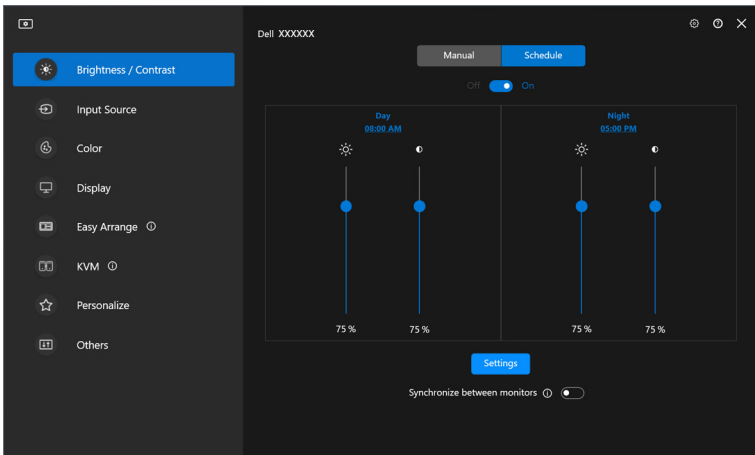 Dell XXXXXX
Brightness / Contrast
Input Source
Color
Display
Easy Arrange
KVM
Personalize
Others
Manual Schedule
Off On
Day Night
08:00 AM 05:00 PM
75 % 75 % 75 % 75 %
Settings
Synchronize between monitors